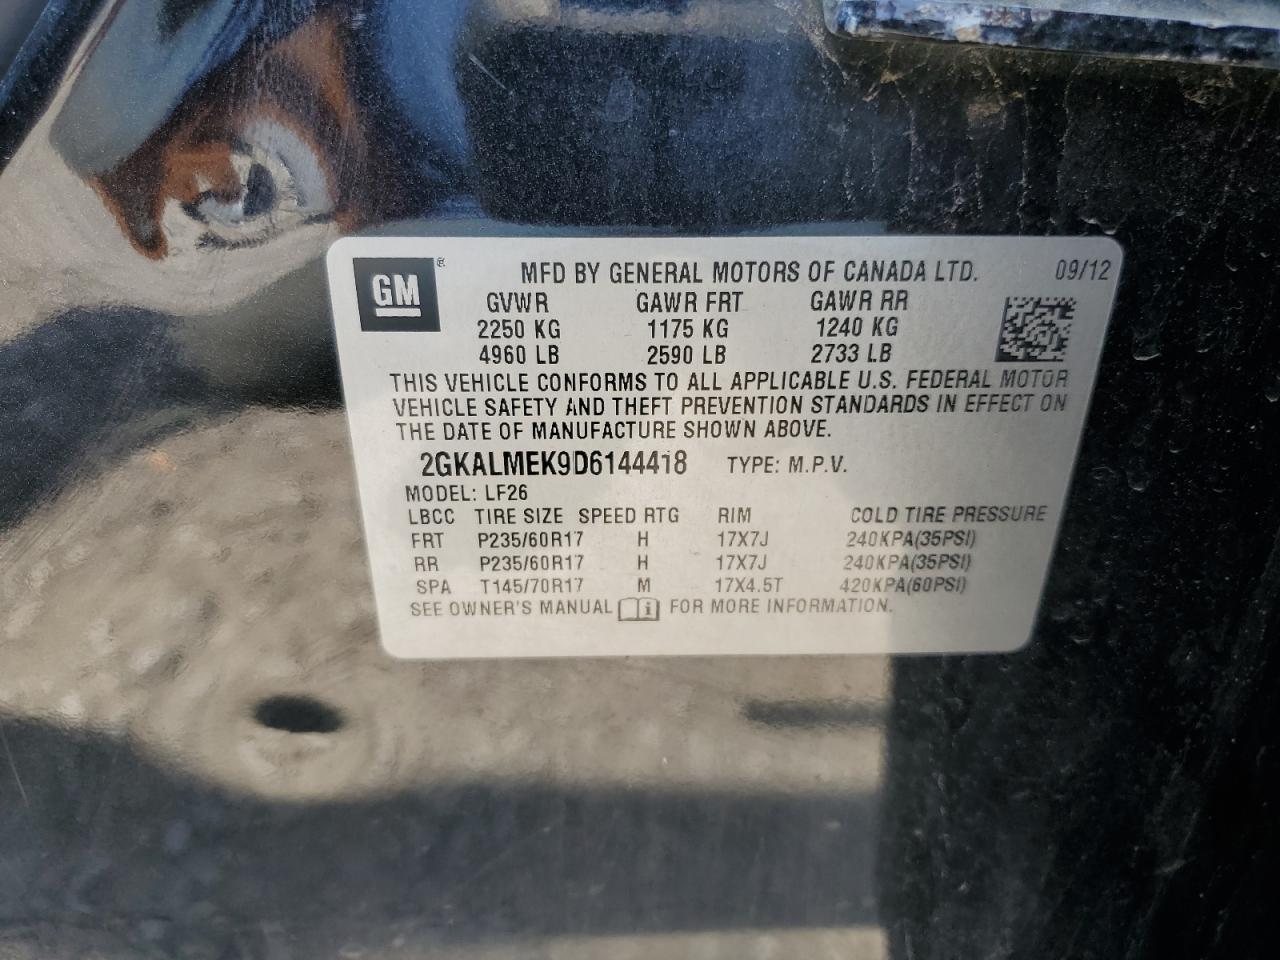 GM ® MFD BY GENERAL MOTORS OF CANADA LTD. 09/12
GVWR GAWR FRT GAWR RR
2250 KG 1175 KG 1240 KG
4960 LB 2590 LB 2733 LB
THIS VEHICLE CONFORMS TO ALL APPLICABLE U.S. FEDERAL MOTOR
VEHICLE SAFETY AND THEFT PREVENTION STANDARDS IN EFFECT ON
THE DATE OF MANUFACTURE SHOWN ABOVE.
2GKALMEK9D6144418 TYPE: M.P.V.
MODEL: LF26
LBCC TIRE SIZE SPEED RTG RIM COLD TIRE PRESSURE
FRT P235/60R17 H 17X7J 240KPA(35PSI)
RR P235/60R17 H 17X7J 240KPA(35PSI)
SPA T145/70R17 M 17X4.5T 420KPA(60PSI)
SEE OWNER'S MANUAL FOR MORE INFORMATION.